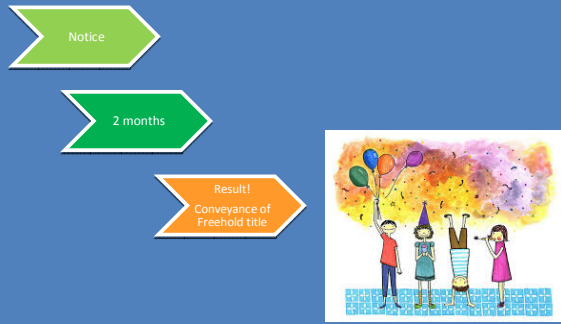 Notice
2 months
Result!
Conveyance of
Freehold title